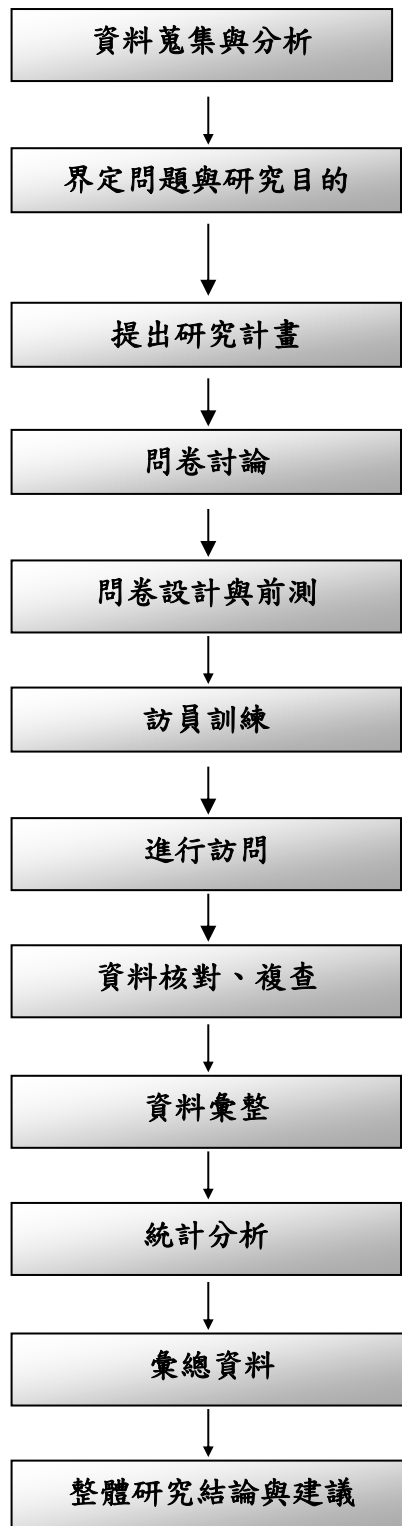 資料蒐集與分析
界定問題與研究目的
提出研究計畫
問卷討論
問卷設計與前測
訪員訓練
進行訪問
資料核對、複查
資料彙整
統計分析
彙總資料
整體研究結論與建議